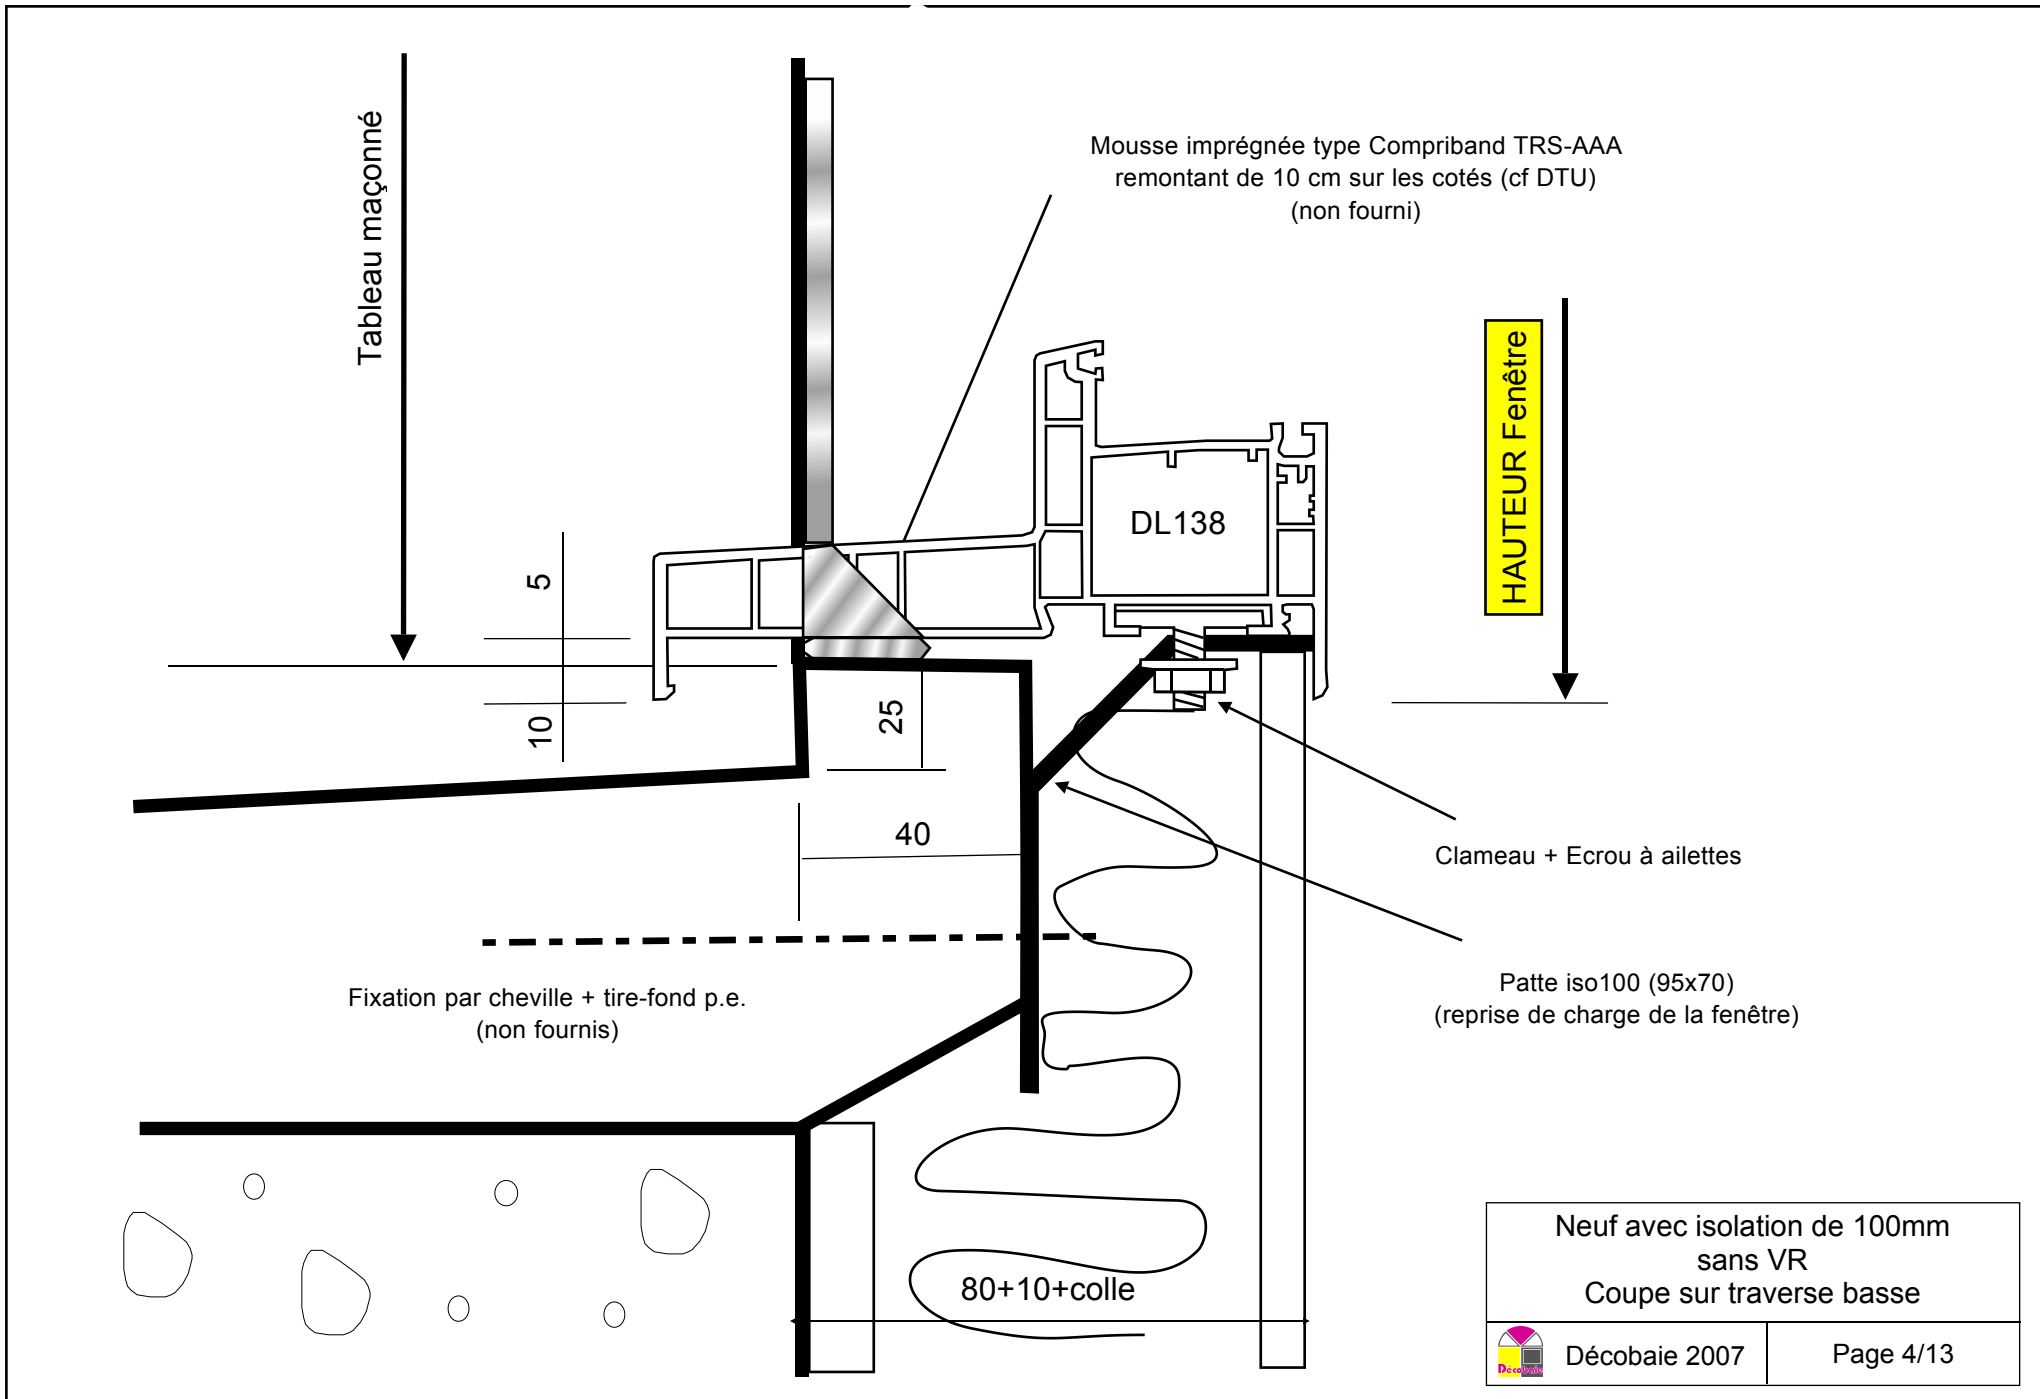 Tableau maçonné
Mousse imprégnée type Compriband TRS-AAA
remontant de 10 cm sur les cotés (cf DTU)
(non fourni)
HAUTEUR Fenêtre
DL138
5
10
25
40
Clameau + Ecrou à ailettes
Fixation par cheville + tire-fond p.e.
(non fournis)
Patte iso100 (95x70)
(reprise de charge de la fenêtre)
80+10+colle
Neuf avec isolation de 100mm
sans VR
Coupe sur traverse basse
Décobaie
Décobaie 2007
Page 4/13